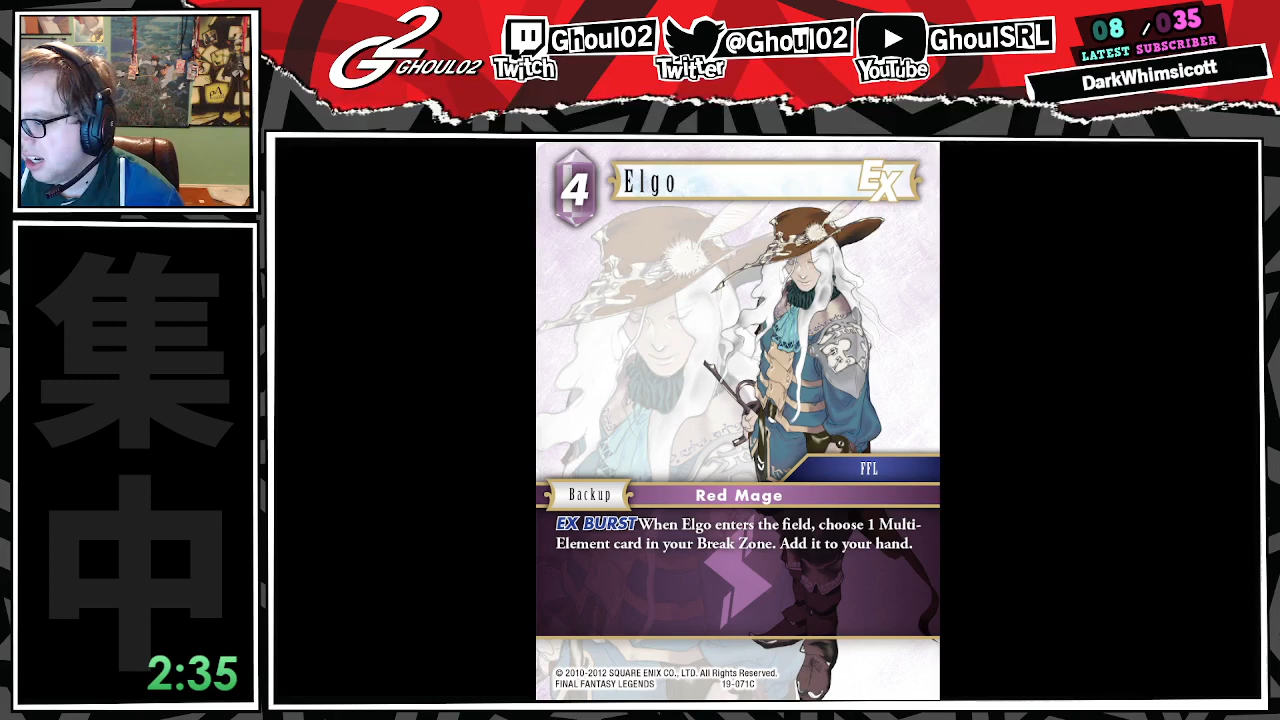 G2
GHOUL02
Ghoul02
Twitch
@Ghoul02
Twitter
GhoulSRL
YouTube
08 / 035
LATEST SUBSCRIBER
DarkWhimsicott
集
中
2:35
4
Elgo
EX
FFL
Backup
Red Mage
EX BURST When Elgo enters the field, choose 1 Multi-
Element card in your Break Zone. Add it to your hand.
© 2010-2012 SQUARE ENIX CO., LTD. All Rights Reserved.
FINAL FANTASY LEGENDS
19-071C